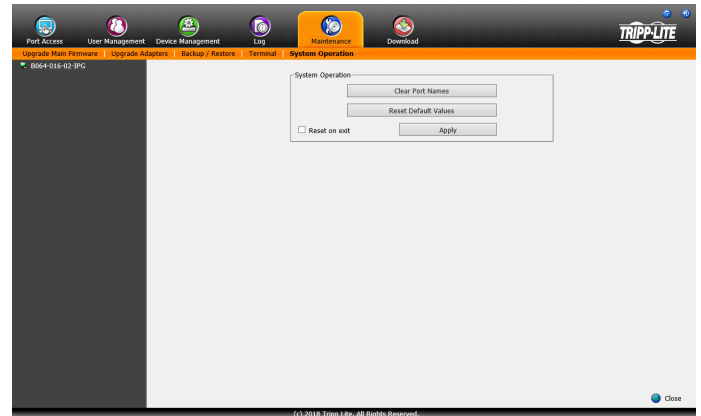 TRIPP·LITE
Port Access User Management Device Management Log Maintenance Download
Upgrade Main Firmware | Upgrade Adapters | Backup / Restore | Terminal | System Operation
B064-016-02-IPG
System Operation
Clear Port Names
Reset Default Values
Reset on exit Apply
Close
(c) 2018 Tripp Lite. All Rights Reserved.